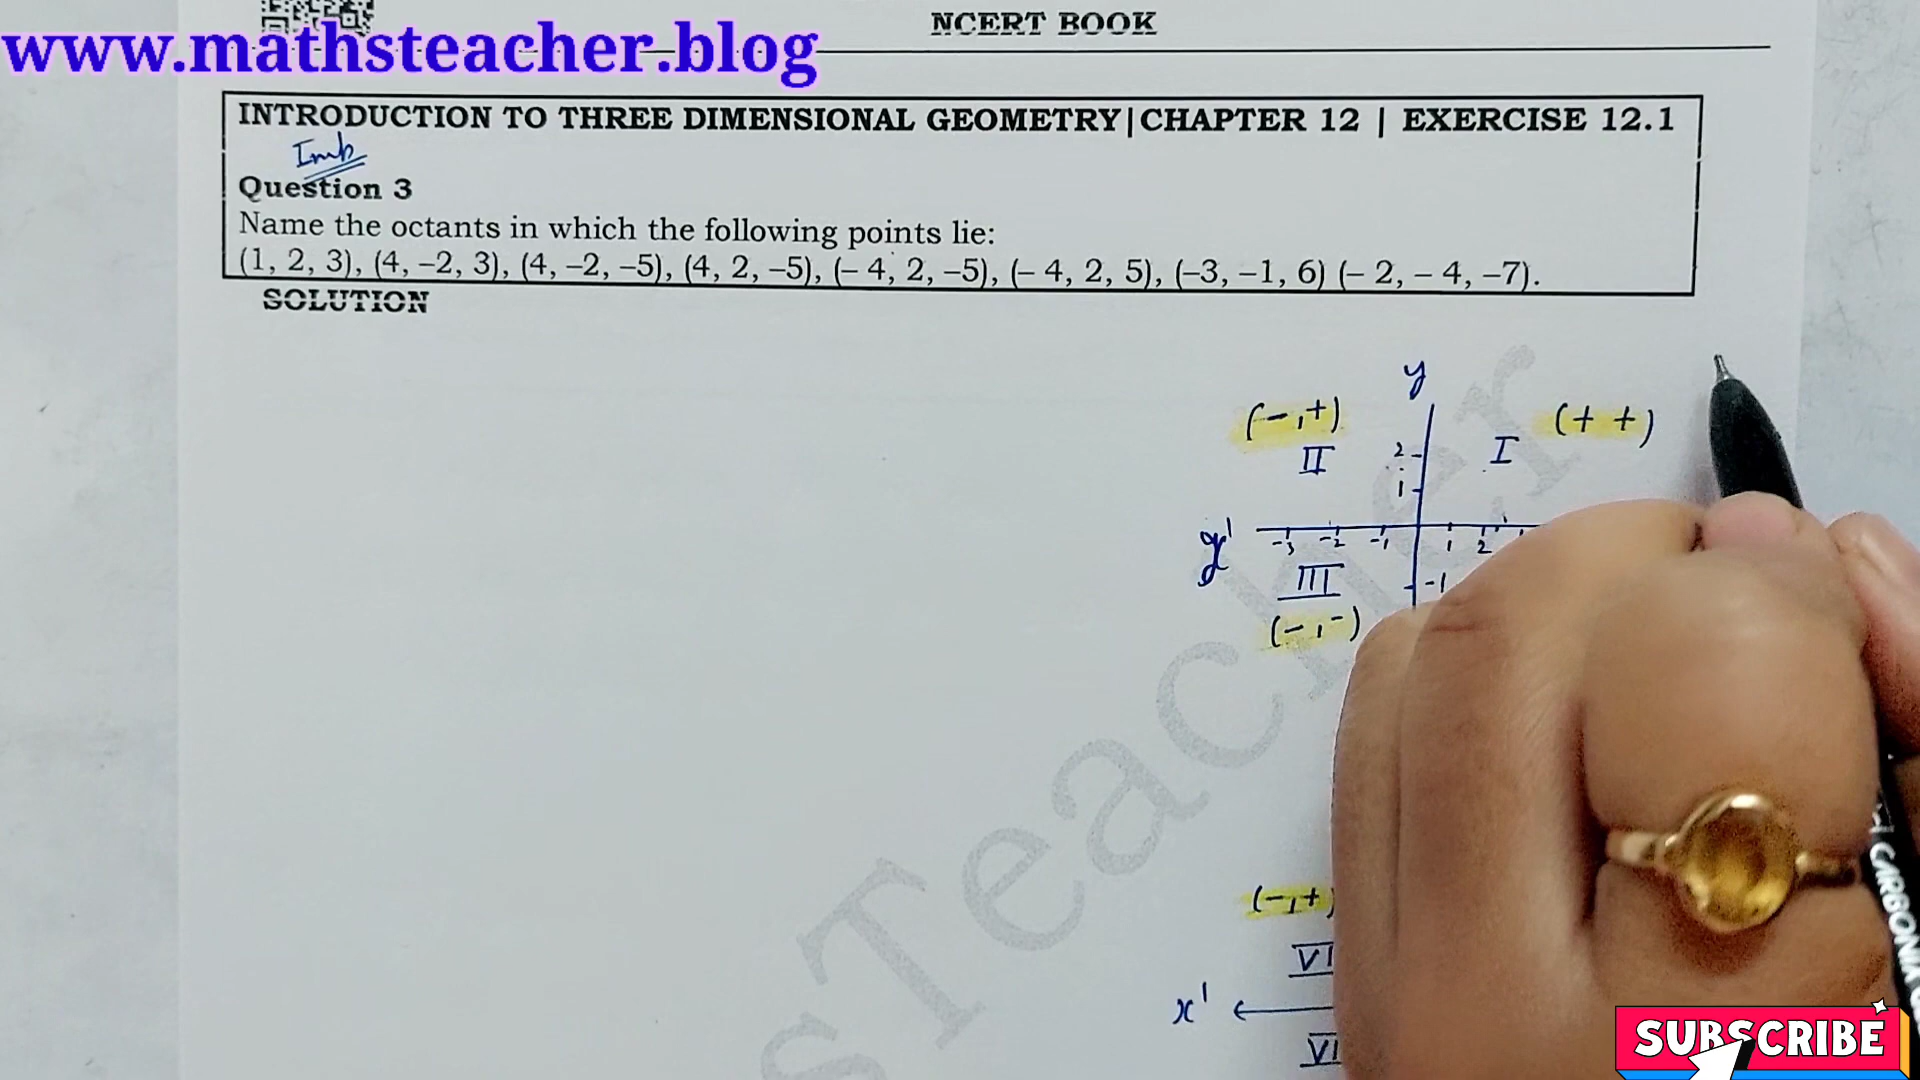 NCERT BOOK
www.mathsteacher.blog
INTRODUCTION TO THREE DIMENSIONAL GEOMETRY|CHAPTER 12 | EXERCISE 12.1
Imp
Question 3
Name the octants in which the following points lie:
(1, 2, 3), (4, –2, 3), (4, –2, –5), (4, 2, –5), (– 4, 2, –5), (– 4, 2, 5), (–3, –1, 6) (– 2, – 4, –7).
SOLUTION
y
(-,+)
(+ +)
II
2
I
1
x'
-3 -2 -1 1 2
III
-1
(-,-)
sTeacher
(-,+)
VI
x'
CARBONIX
SUBSCRIBE